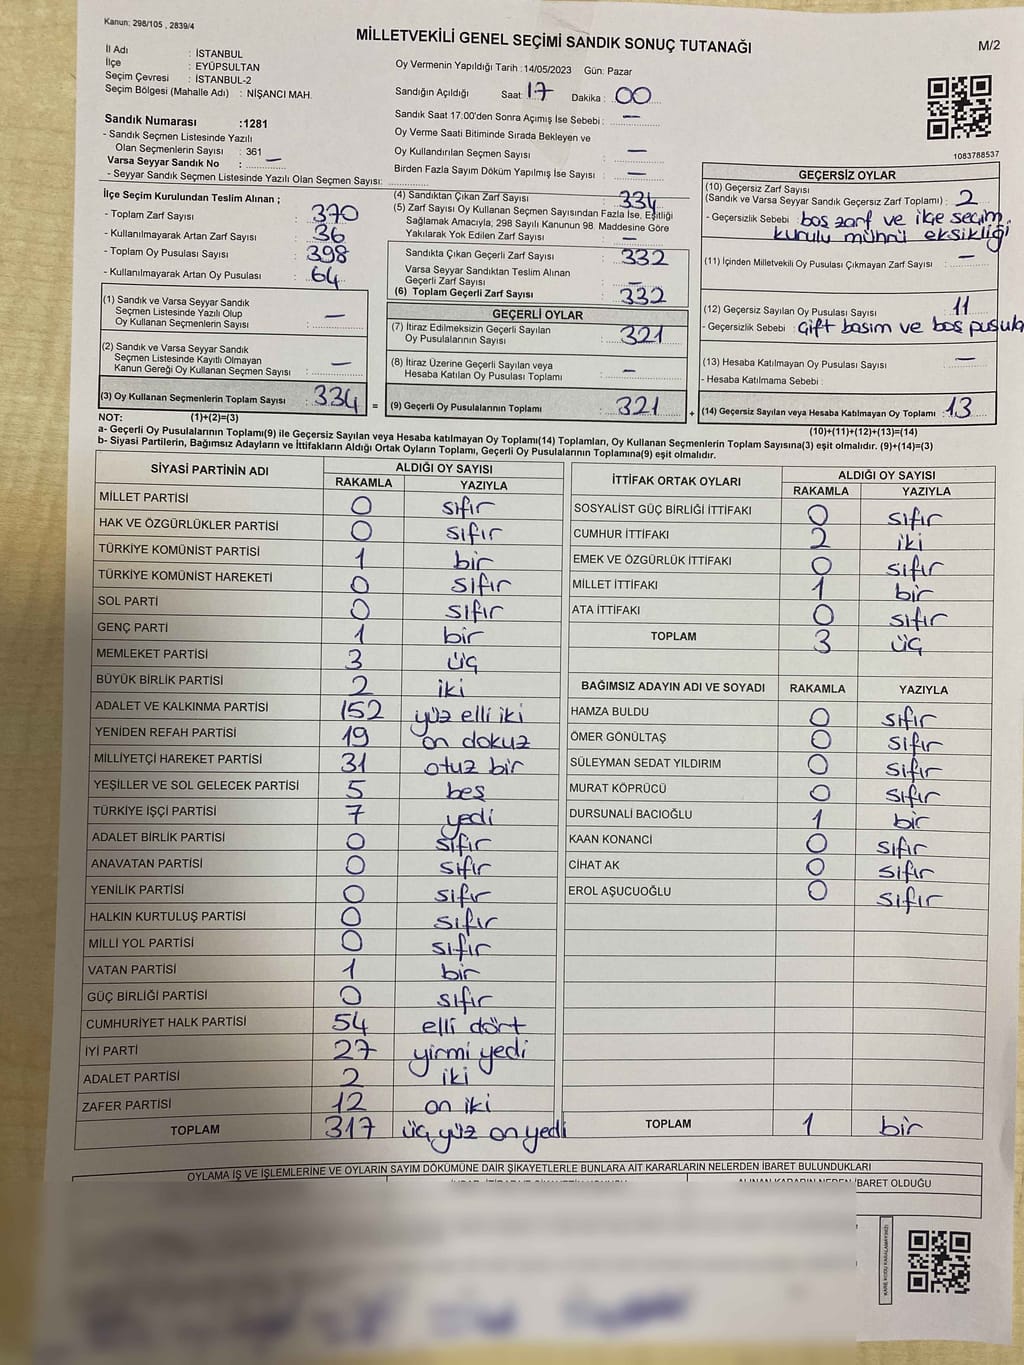 Kanun: 298/105 , 2839/4
MİLLETVEKİLİ GENEL SEÇİMİ SANDIK SONUÇ TUTANAĞI
M/2
İl Adı : İSTANBUL
İlçe : EYÜPSULTAN
Seçim Çevresi : İSTANBUL-2
Seçim Bölgesi (Mahalle Adı) : NİŞANCI MAH.
Oy Vermenin Yapıldığı Tarih : 14/05/2023 Gün: Pazar
Sandığın Açıldığı Saat : 17 Dakika : 00
Sandık Saat 17:00'den Sonra Açımış İse Sebebi : —
Oy Verme Saati Bitiminde Sırada Bekleyen ve
Oy Kullandırılan Seçmen Sayısı : —
Birden Fazla Sayım Döküm Yapılmış İse Sayısı : —
Sandık Numarası :1281
- Sandık Seçmen Listesinde Yazılı
Olan Seçmenlerin Sayısı : 361
Varsa Seyyar Sandık No : —
- Seyyar Sandık Seçmen Listesinde Yazılı Olan Seçmen Sayısı:
1083788537
İlçe Seçim Kurulundan Teslim Alınan ;
- Toplam Zarf Sayısı : 370
- Kullanılmayarak Artan Zarf Sayısı : 36
- Toplam Oy Pusulası Sayısı : 398
- Kullanılmayarak Artan Oy Pusulası : 64
(1) Sandık ve Varsa Seyyar Sandık
Seçmen Listesinde Yazılı Olup
Oy Kullanan Seçmenlerin Sayısı : —
(2) Sandık ve Varsa Seyyar Sandık
Seçmen Listesinde Kayıtlı Olmayan
Kanun Gereği Oy Kullanan Seçmen Sayısı : —
(3) Oy Kullanan Seçmenlerin Toplam Sayısı : 334 =
(4) Sandıktan Çıkan Zarf Sayısı : 334
(5) Zarf Sayısı Oy Kullanan Seçmen Sayısından Fazla İse, Eşitliği
Sağlamak Amacıyla, 298 Sayılı Kanunun 98. Maddesine Göre
Yakılarak Yok Edilen Zarf Sayısı : —
Sandıkta Çıkan Geçerli Zarf Sayısı : 332
Varsa Seyyar Sandıktan Teslim Alınan
Geçerli Zarf Sayısı : —
(6) Toplam Geçerli Zarf Sayısı : 332
GEÇERLİ OYLAR
(7) İtiraz Edilmeksizin Geçerli Sayılan
Oy Pusulalarının Sayısı : 321
(8) İtiraz Üzerine Geçerli Sayılan veya
Hesaba Katılan Oy Pusulası Toplamı : —
(9) Geçerli Oy Pusulalarının Toplamı : 321 +
GEÇERSİZ OYLAR
(10) Geçersiz Zarf Sayısı
(Sandık ve Varsa Seyyar Sandık Geçersiz Zarf Toplamı) : 2
- Geçersizlik Sebebi : boş zarf ve ilçe seçim
kurulu mührü eksikliği
(11) İçinden Milletvekili Oy Pusulası Çıkmayan Zarf Sayısı : —
(12) Geçersiz Sayılan Oy Pusulası Sayısı : 11
- Geçersizlik Sebebi : Çift basım ve boş pusula
(13) Hesaba Katılmayan Oy Pusulası Sayısı : —
- Hesaba Katılmama Sebebi :
(14) Geçersiz Sayılan veya Hesaba Katılmayan Oy Toplamı : 13
NOT: (1)+(2)=(3)
(10)+(11)+(12)+(13)=(14)
a- Geçerli Oy Pusulalarının Toplamı(9) ile Geçersiz Sayılan veya Hesaba katılmayan Oy Toplamı(14) Toplamları, Oy Kullanan Seçmenlerin Toplam Sayısına(3) eşit olmalıdır. (9)+(14)=(3)
b- Siyasi Partilerin, Bağımsız Adayların ve İttifakların Aldığı Ortak Oyların Toplamı, Geçerli Oy Pusulalarının Toplamına(9) eşit olmalıdır.
SİYASİ PARTİNİN ADI ALDIĞI OY SAYISI
RAKAMLA YAZIYLA
MİLLET PARTİSİ 0 sıfır
HAK VE ÖZGÜRLÜKLER PARTİSİ 0 sıfır
TÜRKİYE KOMÜNİST PARTİSİ 1 bir
TÜRKİYE KOMÜNİST HAREKETİ 0 sıfır
SOL PARTİ 0 sıfır
GENÇ PARTİ 1 bir
MEMLEKET PARTİSİ 3 üç
BÜYÜK BİRLİK PARTİSİ 2 iki
ADALET VE KALKINMA PARTİSİ 152 yüz elli iki
YENİDEN REFAH PARTİSİ 19 on dokuz
MİLLİYETÇİ HAREKET PARTİSİ 31 otuz bir
YEŞİLLER VE SOL GELECEK PARTİSİ 5 beş
TÜRKİYE İŞÇİ PARTİSİ 7 yedi
ADALET BİRLİK PARTİSİ 0 sıfır
ANAVATAN PARTİSİ 0 sıfır
YENİLİK PARTİSİ 0 sıfır
HALKIN KURTULUŞ PARTİSİ 0 sıfır
MİLLİ YOL PARTİSİ 0 sıfır
VATAN PARTİSİ 1 bir
GÜÇ BİRLİĞİ PARTİSİ 0 sıfır
CUMHURİYET HALK PARTİSİ 54 elli dört
İYİ PARTİ 27 yirmi yedi
ADALET PARTİSİ 2 iki
ZAFER PARTİSİ 12 on iki
TOPLAM 317 üç yüz on yedi
İTTİFAK ORTAK OYLARI ALDIĞI OY SAYISI
RAKAMLA YAZIYLA
SOSYALİST GÜÇ BİRLİĞİ İTTİFAKI 0 sıfır
CUMHUR İTTİFAKI 2 iki
EMEK VE ÖZGÜRLÜK İTTİFAKI 0 sıfır
MİLLET İTTİFAKI 1 bir
ATA İTTİFAKI 0 sıfır
TOPLAM 3 üç
BAĞIMSIZ ADAYIN ADI VE SOYADI RAKAMLA YAZIYLA
HAMZA BULDU 0 sıfır
ÖMER GÖNÜLTAŞ 0 sıfır
SÜLEYMAN SEDAT YILDIRIM 0 sıfır
MURAT KÖPRÜCÜ 0 sıfır
DURSUNALİ BACIOĞLU 1 bir
KAAN KONANCİ 0 sıfır
CİHAT AK 0 sıfır
EROL AŞUCUOĞLU 0 sıfır
TOPLAM 1 bir
OYLAMA İŞ VE İŞLEMLERİNE VE OYLARIN SAYIM DÖKÜMÜNE DAİR ŞİKAYETLERLE BUNLARA AİT KARARLARIN NELERDEN İBARET BULUNDUKLARI
ALINAN KARARIN NEDEN İBARET OLDUĞU